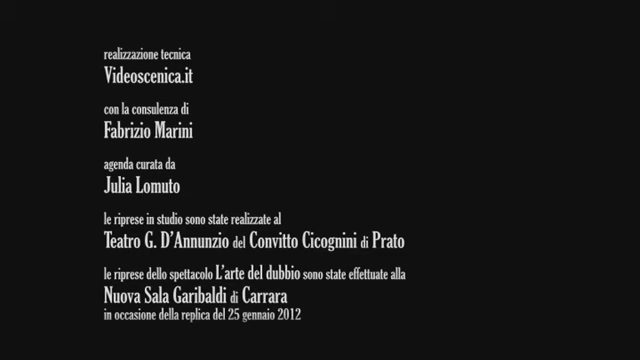 realizzazione tecnica
Videoscenica.it
con la consulenza di
Fabrizio Marini
agenda curata da
Julia Lomuto
le riprese in studio sono state realizzate al
Teatro G. D'Annunzio del Convitto Cicognini di Prato
le riprese dello spettacolo L'arte del dubbio sono state effettuate alla
Nuova Sala Garibaldi di Carrara
in occasione della replica del 25 gennaio 2012